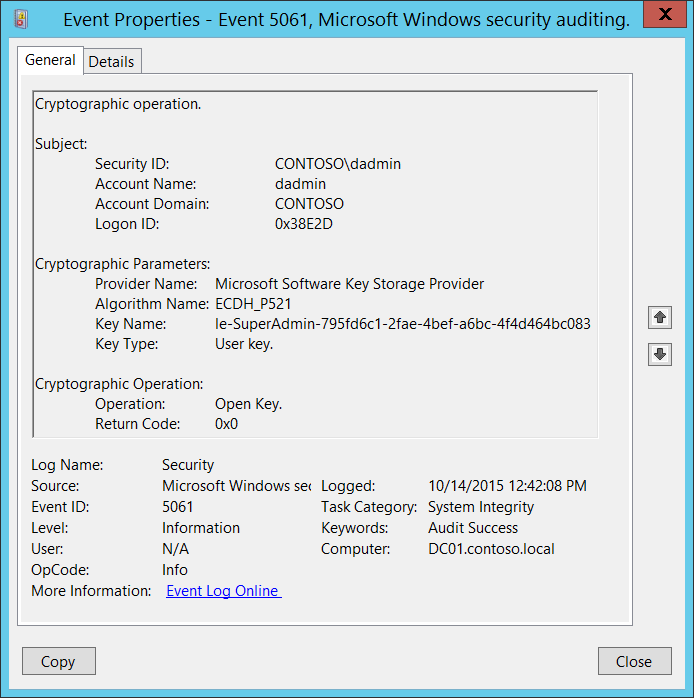 Event Properties - Event 5061, Microsoft Windows security auditing.
General Details
Cryptographic operation.
Subject:
Security ID: CONTOSO\dadmin
Account Name: dadmin
Account Domain: CONTOSO
Logon ID: 0x38E2D
Cryptographic Parameters:
Provider Name: Microsoft Software Key Storage Provider
Algorithm Name: ECDH_P521
Key Name: le-SuperAdmin-795fd6c1-2fae-4bef-a6bc-4f4d464bc083
Key Type: User key.
Cryptographic Operation:
Operation: Open Key.
Return Code: 0x0
Log Name: Security
Source: Microsoft Windows sec Logged: 10/14/2015 12:42:08 PM
Event ID: 5061 Task Category: System Integrity
Level: Information Keywords: Audit Success
User: N/A Computer: DC01.contoso.local
OpCode: Info
More Information: Event Log Online
Copy Close